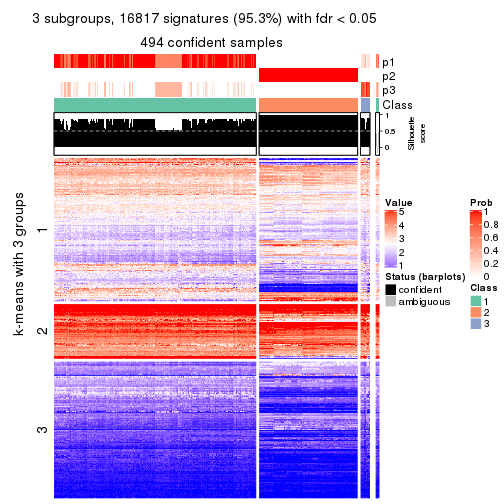 3 subgroups, 16817 signatures (95.3%) with fdr < 0.05
494 confident samples
p1
p2
p3
Class
1
0.5
0
Silhouette
score
k-means with 3 groups
1
2
3
Value
5
4
3
2
1
Status (barplots)
confident
ambiguous
Prob
1
0.8
0.6
0.4
0.2
0
Class
1
2
3